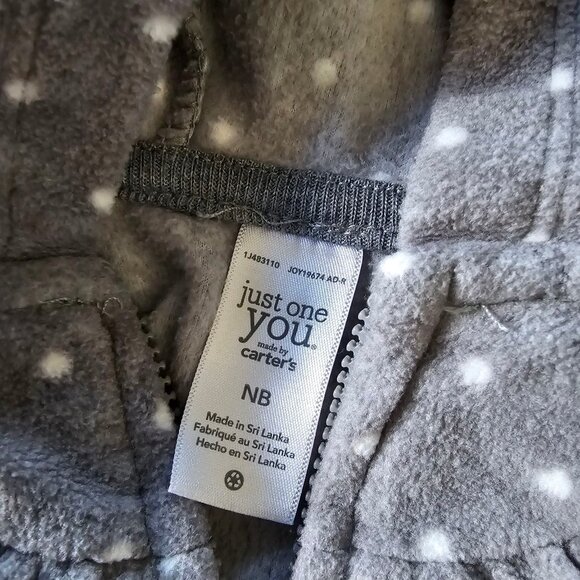 1J483110 JOY19674 AD-R
just one
you®
made by
carter's
NB
Made in Sri Lanka
Fabriqué au Sri Lanka
Hecho en Sri Lanka